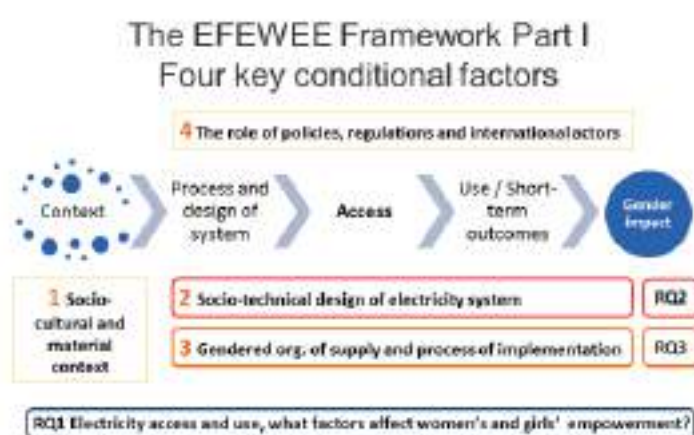 The EFEWEE Framework Part I
Four key conditional factors
4 The role of policies, regulations and international actors
Context
Process and
design of
system
Access
Use / Short-
term
outcomes
Gender
impact
1 Socio-
cultural and
material
context
2 Socio-technical design of electricity system
RQ2
3 Gendered org. of supply and process of implementation
RQ3
RQ1 Electricity access and use, what factors affect women's and girls' empowerment?